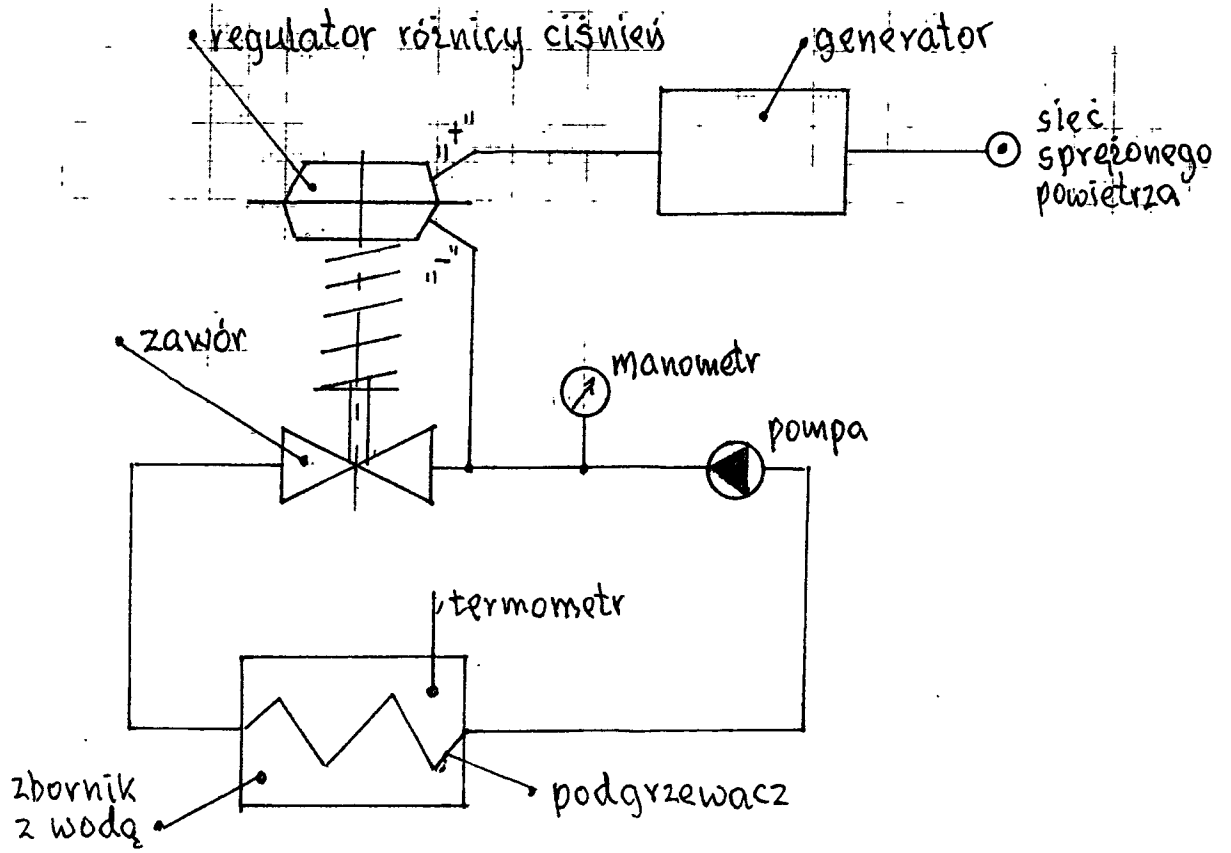 regulator różnicy ciśnień
generator
sieć
sprężonego
powietrza
„+”
„-”
zawór
manometr
pompa
termometr
zbornik
z wodą
podgrzewacz